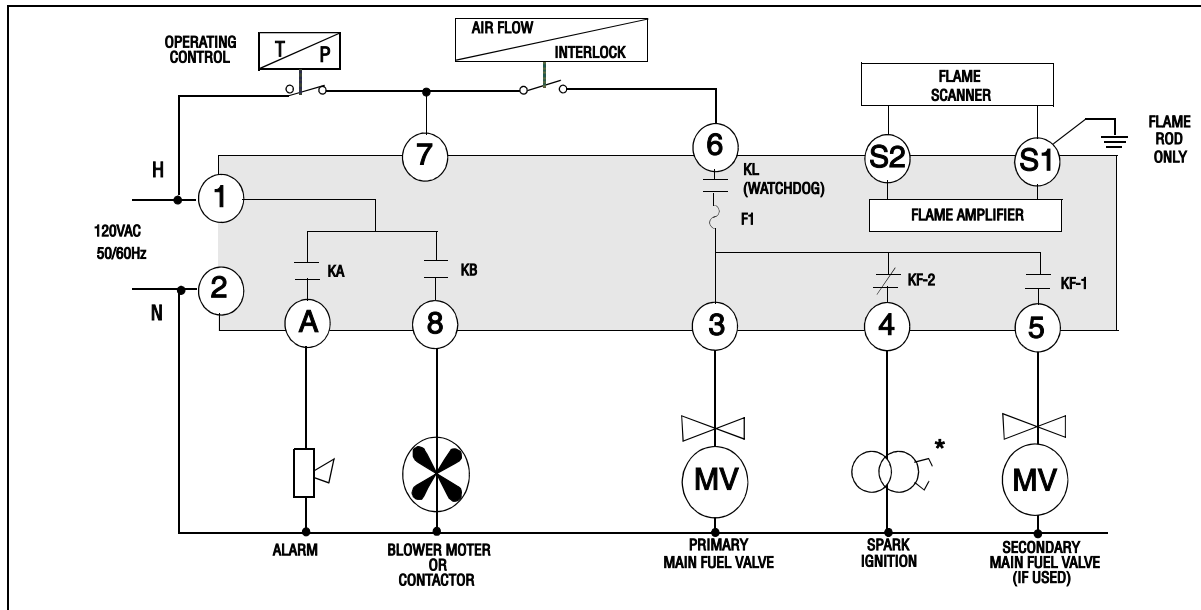 OPERATING
CONTROL
T
P
AIR FLOW
INTERLOCK
FLAME
SCANNER
FLAME
ROD
ONLY
7
6
S2
S1
H
1
KL
(WATCHDOG)
F1
FLAME AMPLIFIER
120VAC
50/60Hz
2
N
KA
KB
KF-2
KF-1
A
8
3
4
5
*
MV
MV
ALARM
BLOWER MOTER
OR
CONTACTOR
PRIMARY
MAIN FUEL VALVE
SPARK
IGNITION
SECONDARY
MAIN FUEL VALVE
(IF USED)